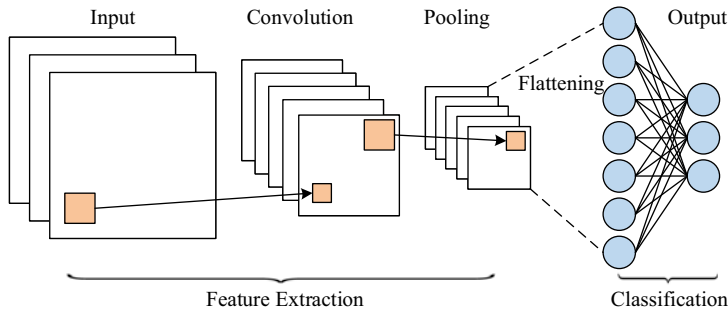 Input
Convolution
Pooling
Output
Flattening
Feature Extraction
Classification